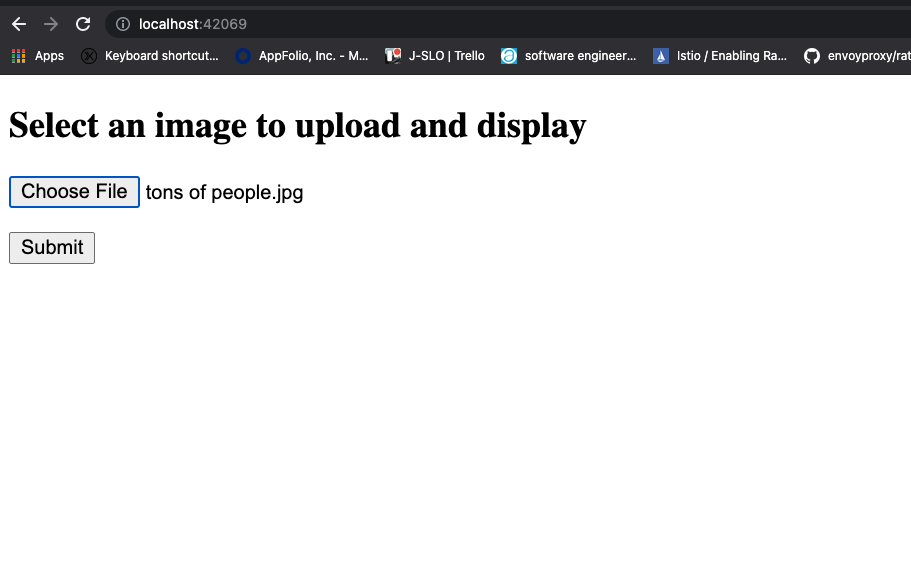 localhost:42069
Apps Keyboard shortcut... AppFolio, Inc. - M... J-SLO | Trello software engineer... Istio / Enabling Ra... envoyproxy/rat
Select an image to upload and display
Choose File tons of people.jpg
Submit